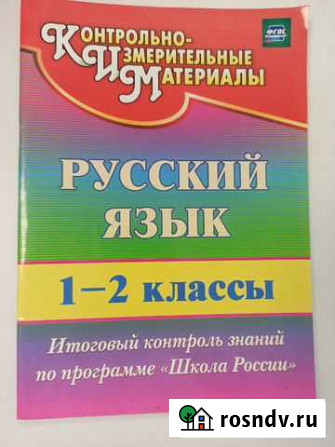 КОНТРОЛЬНО-
ИЗМЕРИТЕЛЬНЫЕ
МАТЕРИАЛЫ
ФГОС
РУССКИЙ
ЯЗЫК
1–2 классы
Итоговый контроль знаний
по программе «Школа России»
rosndv.ru